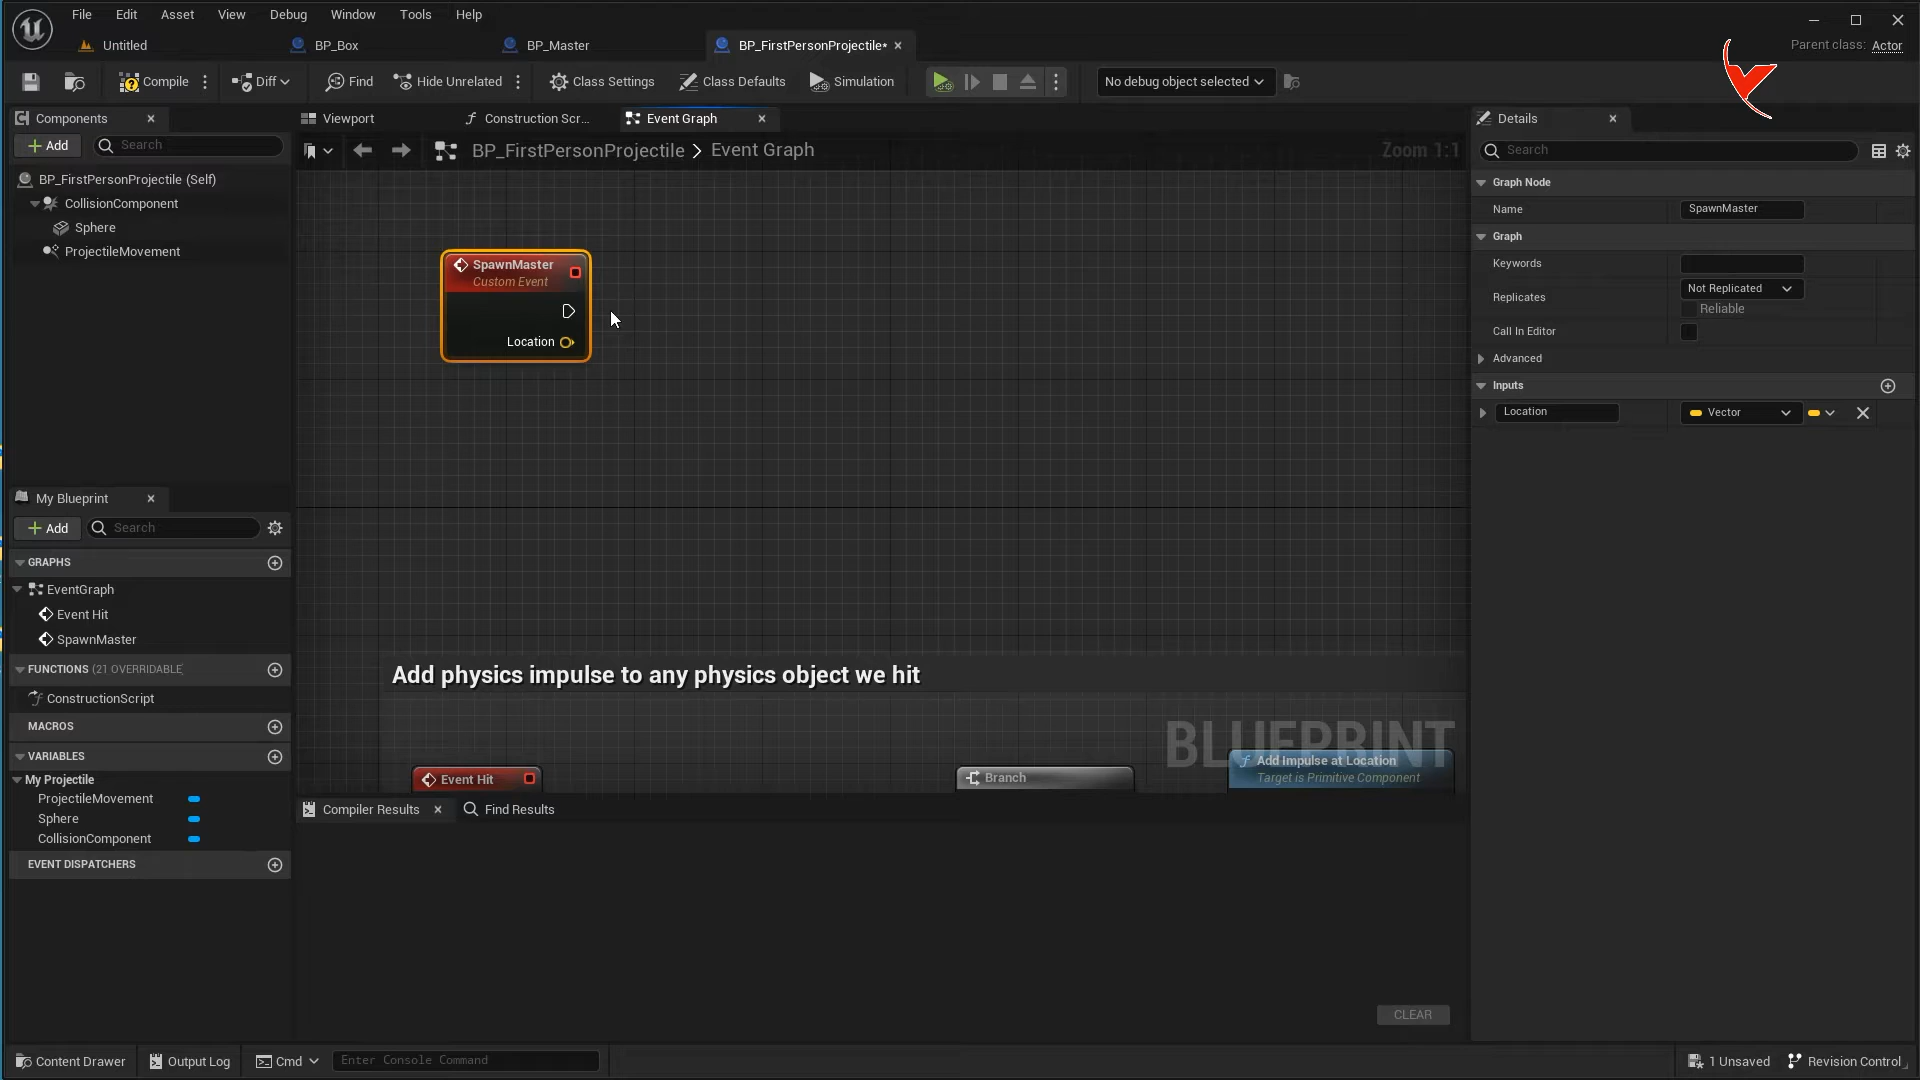 File Edit Asset View Debug Window Tools Help
Untitled BP_Box BP_Master BP_FirstPersonProjectile* Parent class: Actor
Compile Diff Find Hide Unrelated Class Settings Class Defaults Simulation No debug object selected
Components Viewport Construction Scr... Event Graph Details
Add Search BP_FirstPersonProjectile > Event Graph Zoom 1:1 Search
BP_FirstPersonProjectile (Self)
CollisionComponent
Sphere
ProjectileMovement
SpawnMaster
Custom Event
Location
Graph Node
Name SpawnMaster
Graph
Keywords
Replicates Not Replicated
Reliable
Call In Editor
Advanced
Inputs
Location Vector
My Blueprint
Add Search
GRAPHS
EventGraph
Event Hit
SpawnMaster
FUNCTIONS (21 OVERRIDABLE)
ConstructionScript
MACROS
VARIABLES
My Projectile
ProjectileMovement
Sphere
CollisionComponent
EVENT DISPATCHERS
Add physics impulse to any physics object we hit
BLUEPRINT
Event Hit Branch Add Impulse at Location
Target is Primitive Component
Compiler Results Find Results
CLEAR
Content Drawer Output Log Cmd Enter Console Command 1 Unsaved Revision Control